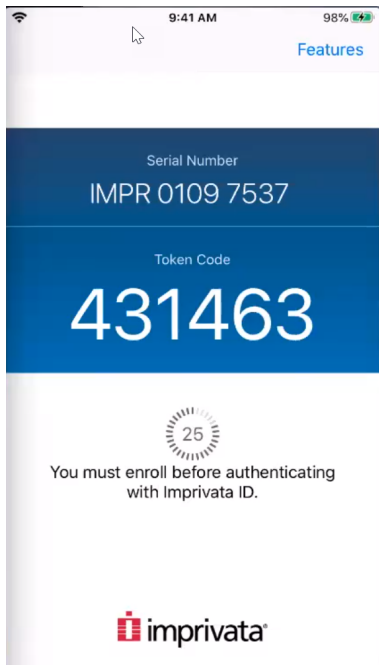 9:41 AM 98%
Features
Serial Number
IMPR 0109 7537
Token Code
431463
25
You must enroll before authenticating
with Imprivata ID.
imprivata®